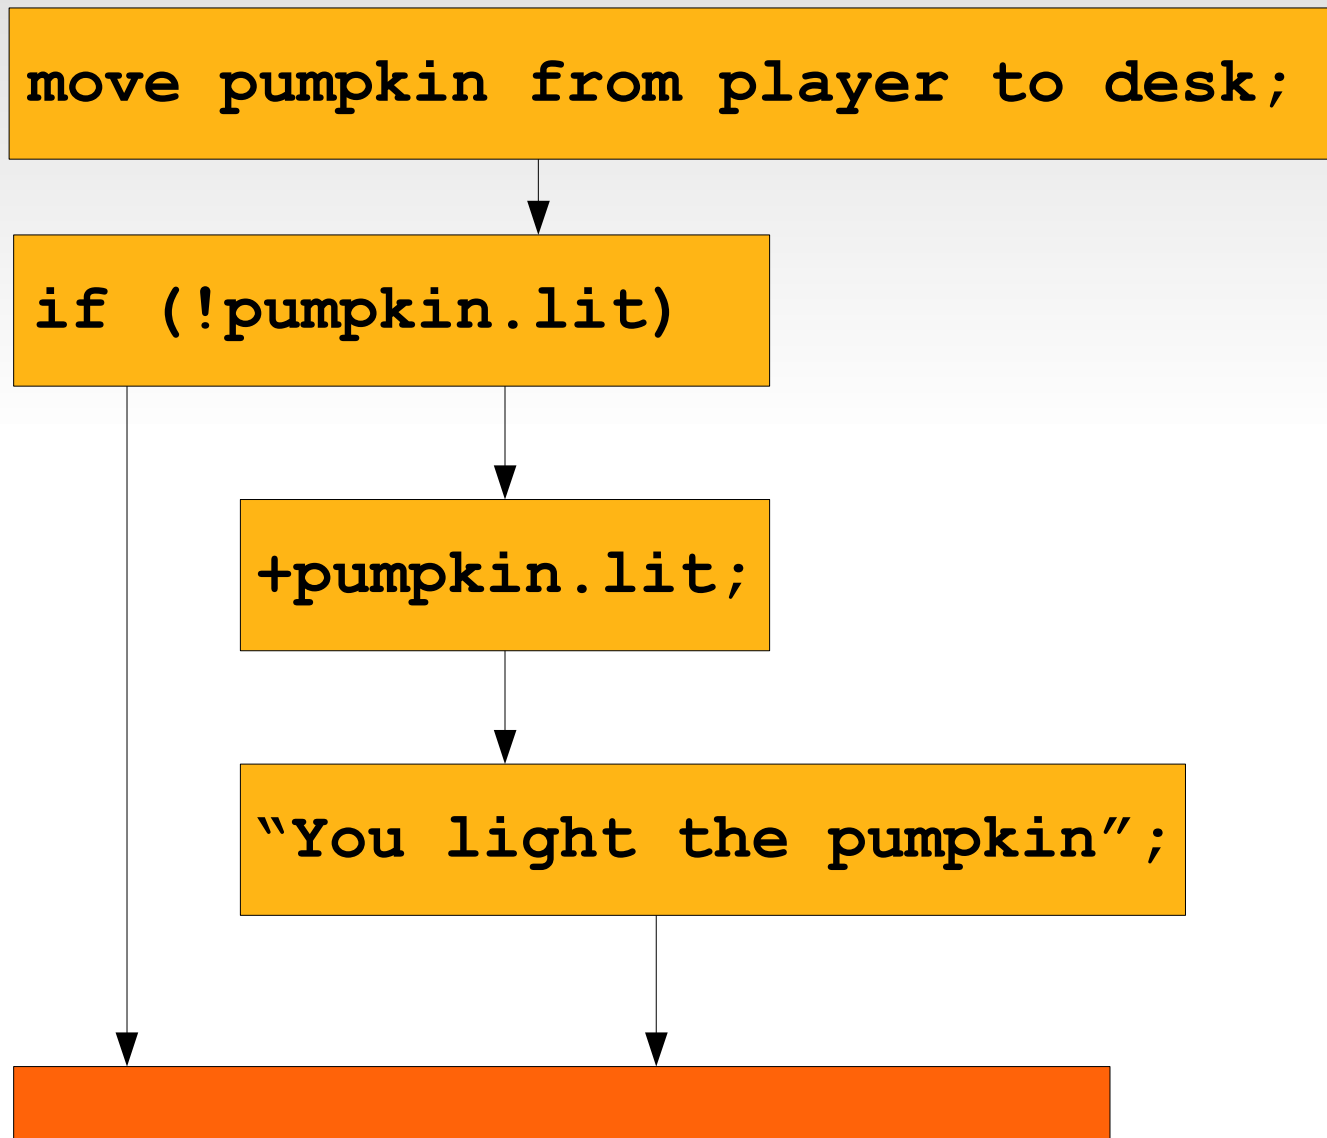 move pumpkin from player to desk;
if (!pumpkin.lit)
+pumpkin.lit;
“You light the pumpkin”;